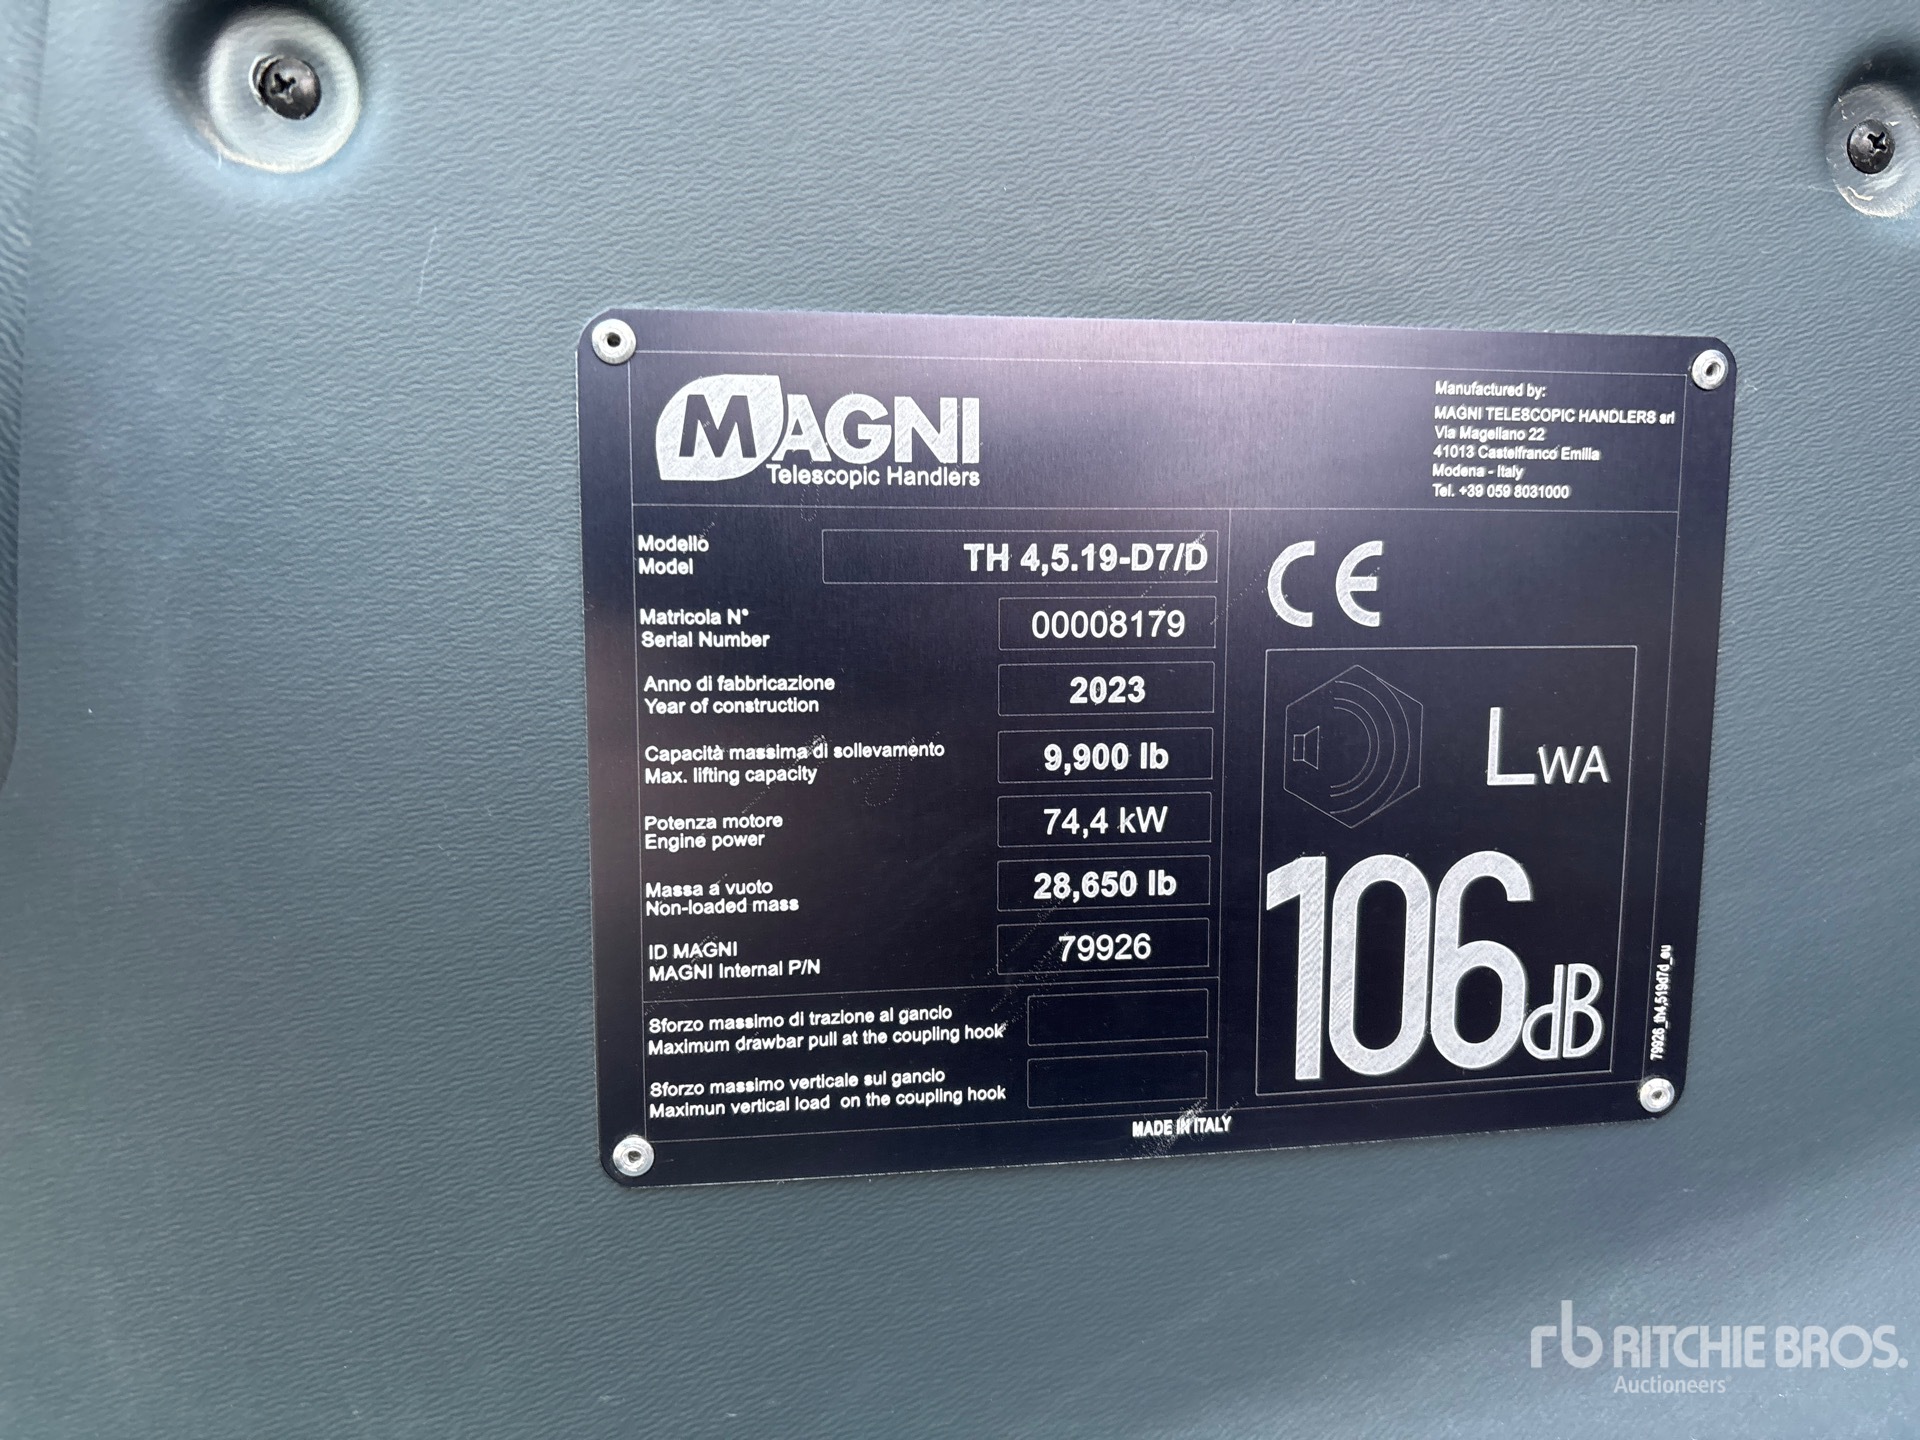 MAGNI
Telescopic Handlers
Manufactured by:
MAGNI TELESCOPIC HANDLERS srl
Via Magellano 22
41013 Castelfranco Emilia
Modena - Italy
Tel. +39 059 8031000
Modello
Model
TH 4,5.19-D7/D
Matricola N°
Serial Number
00008179
Anno di fabbricazione
Year of construction
2023
Capacità massima di sollevamento
Max. lifting capacity
9,900 lb
Potenza motore
Engine power
74,4 kW
Massa a vuoto
Non-loaded mass
28,650 lb
ID MAGNI
MAGNI Internal P/N
79926
Sforzo massimo di trazione al gancio
Maximum drawbar pull at the coupling hook
Sforzo massimo verticale sul gancio
Maximun vertical load on the coupling hook
CE
LWA
106dB
79926_th4,519d7d_eu
MADE IN ITALY
rb RITCHIE BROS.
Auctioneers